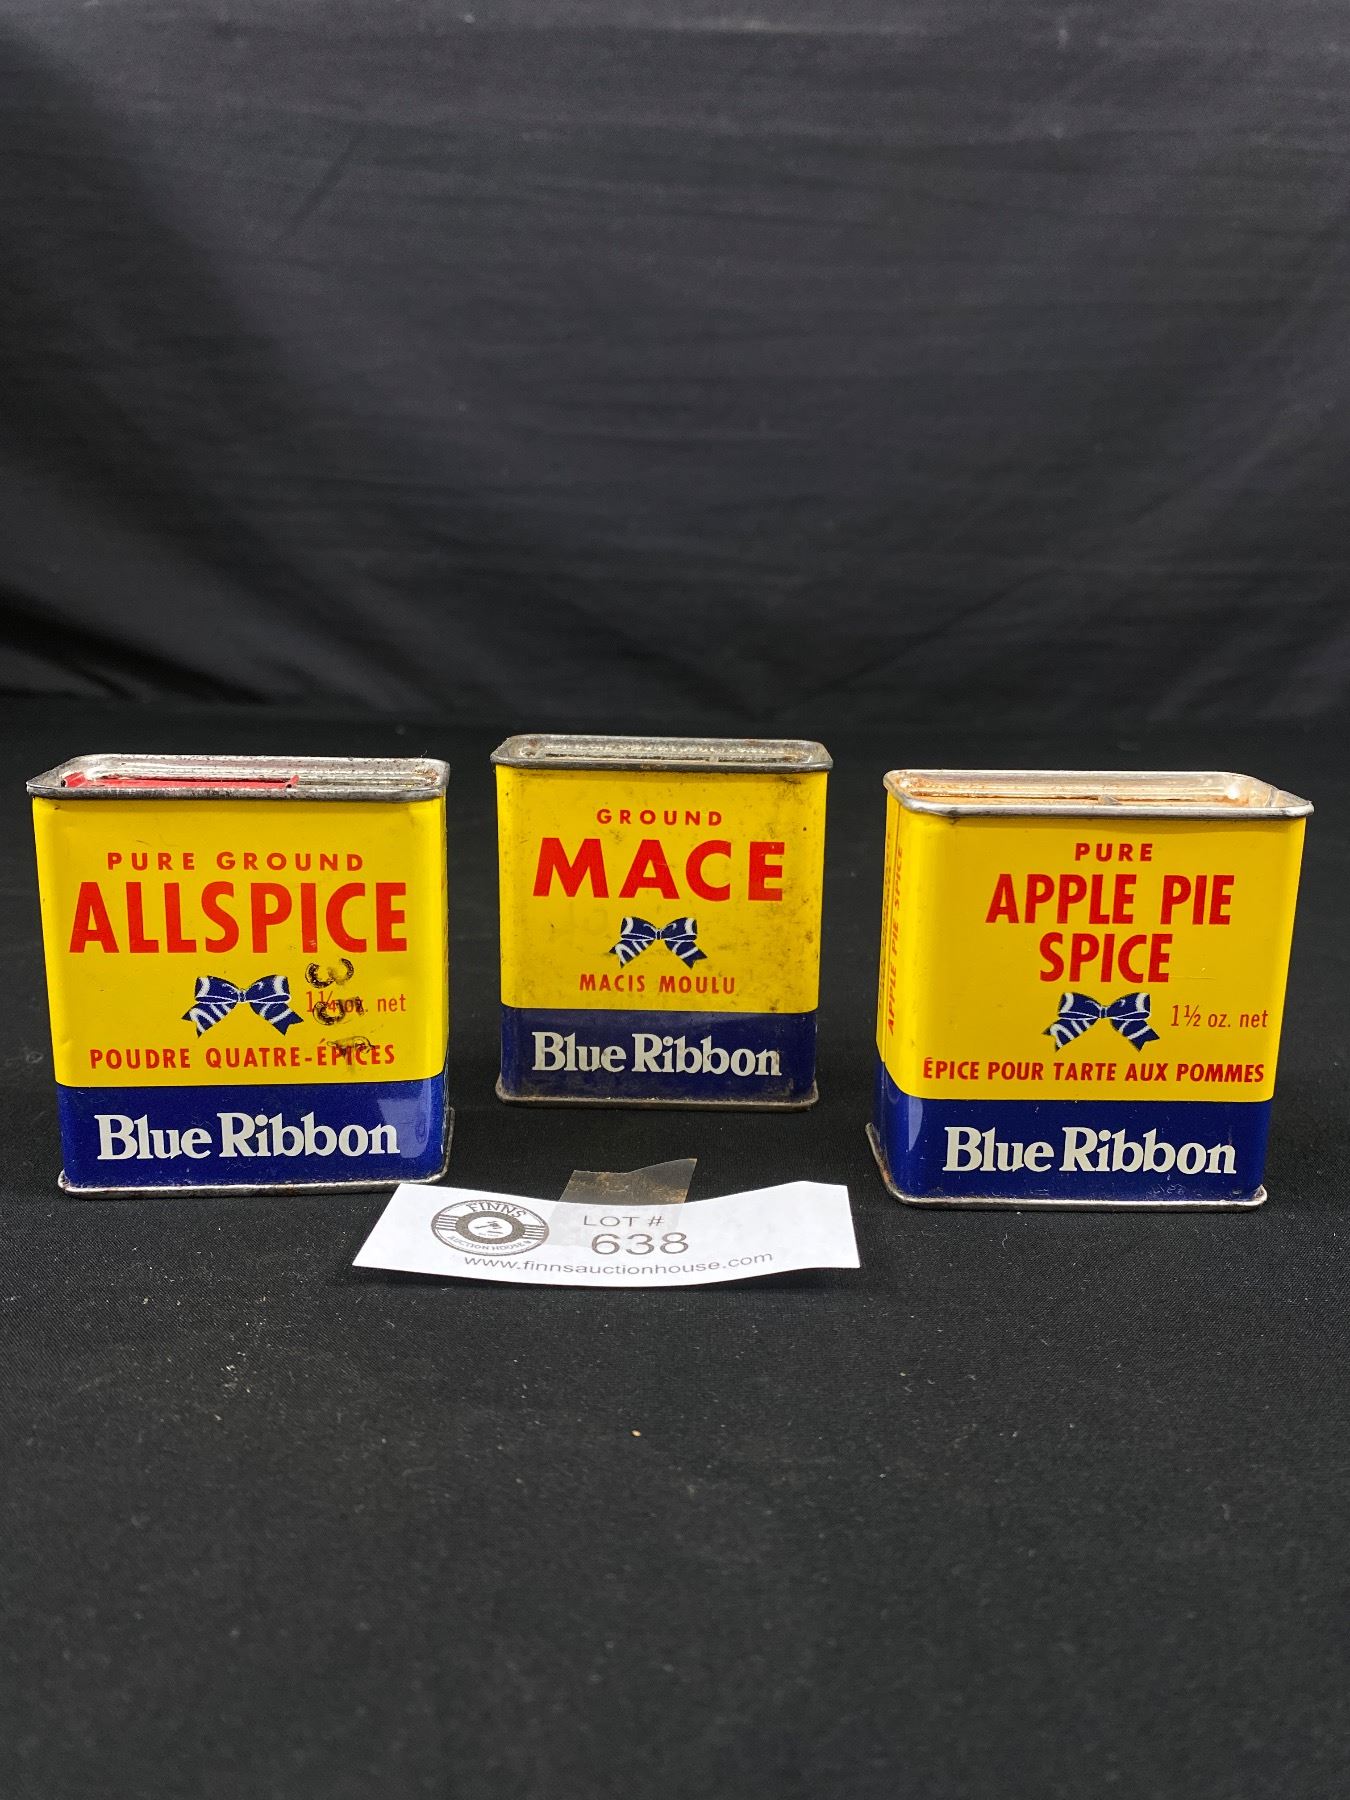 PURE GROUND
ALLSPICE
1¼ oz. net
POUDRE QUATRE-ÉPICES
Blue Ribbon
GROUND
MACE
MACIS MOULU
Blue Ribbon
APPLE PIE SPICE
PURE
APPLE PIE
SPICE
1½ oz. net
ÉPICE POUR TARTE AUX POMMES
Blue Ribbon
FINNS
AUCTION HOUSE
LOT #
638
www.finnsauctionhouse.com